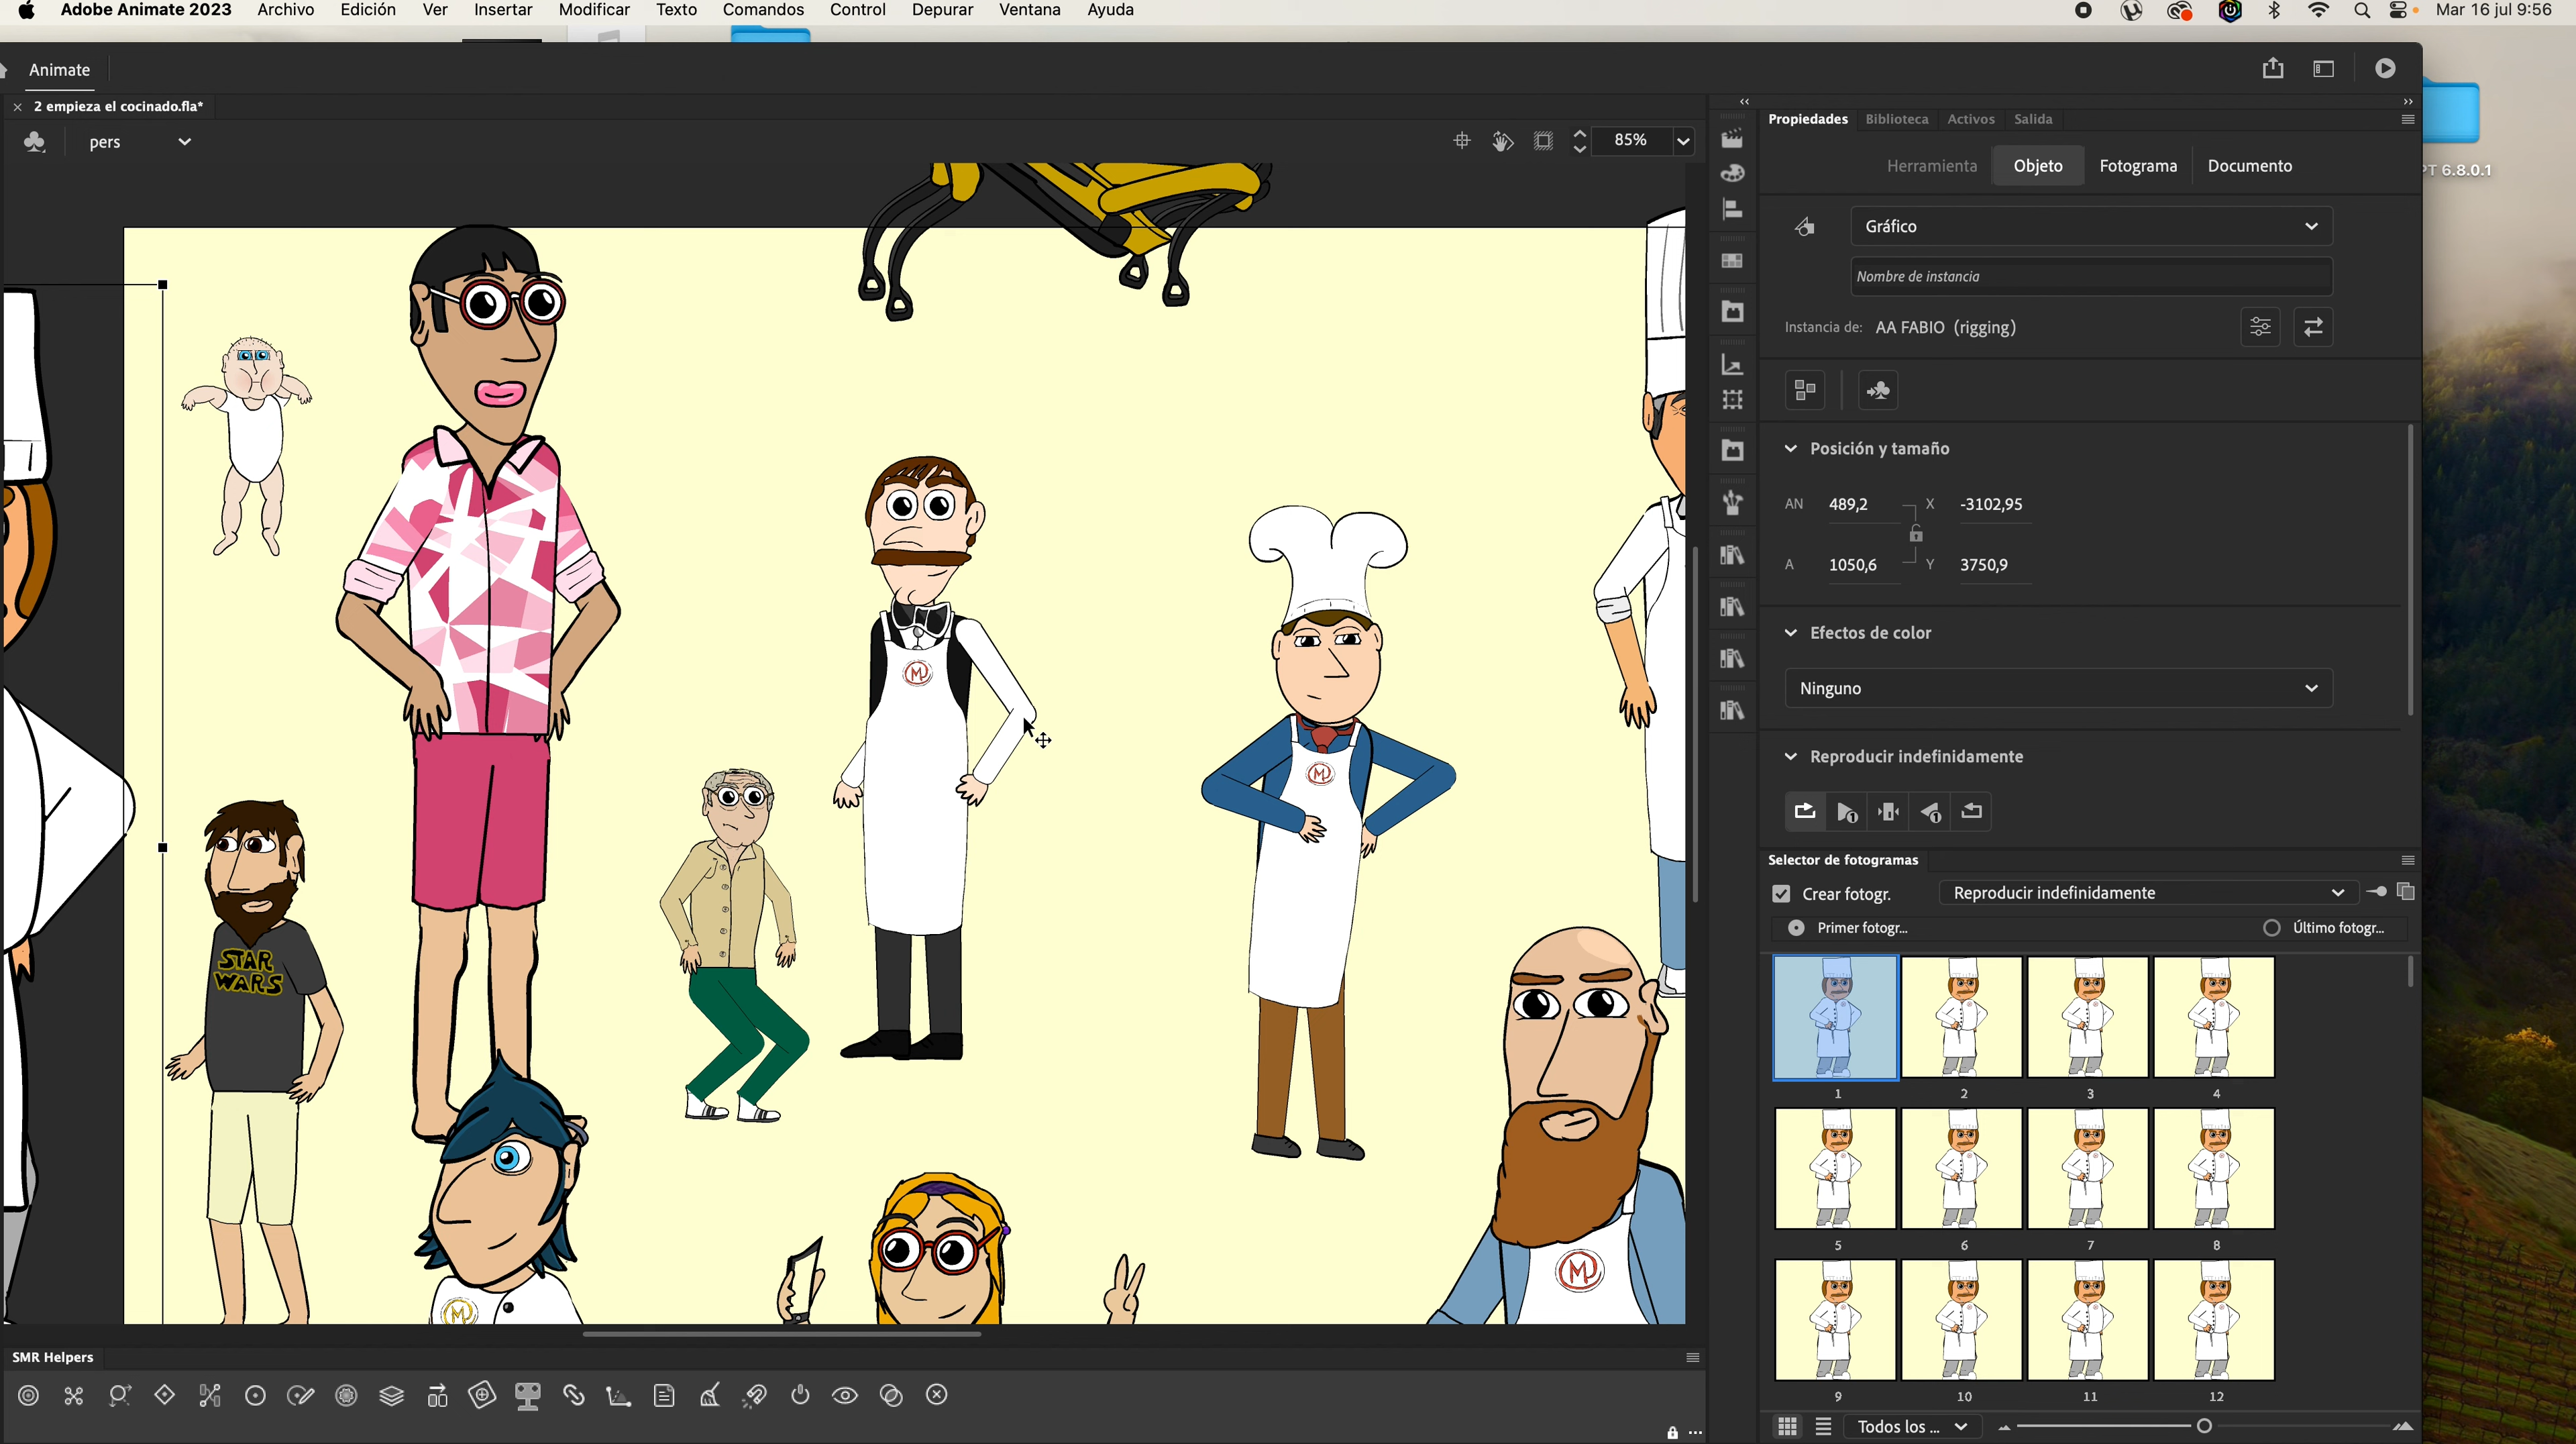 Adobe Animate 2023 Archivo Edición Ver Insertar Modificar Texto Comandos Control Depurar Ventana Ayuda Mar 16 jul 9:56
Animate
2 empieza el cocinado.fla*
pers
85%
Propiedades Biblioteca Activos Salida
Herramienta Objeto Fotograma Documento
PT 6.8.0.1
Gráfico
Nombre de instancia
Instancia de: AA FABIO (rigging)
Posición y tamaño
AN 489,2 X -3102,95
A 1050,6 Y 3750,9
Efectos de color
Ninguno
Reproducir indefinidamente
Selector de fotogramas
Crear fotogr. Reproducir indefinidamente
Primer fotogr... Último fotogr...
STAR
WARS
1 2 3 4
5 6 7 8
9 10 11 12
SMR Helpers
Todos los ...